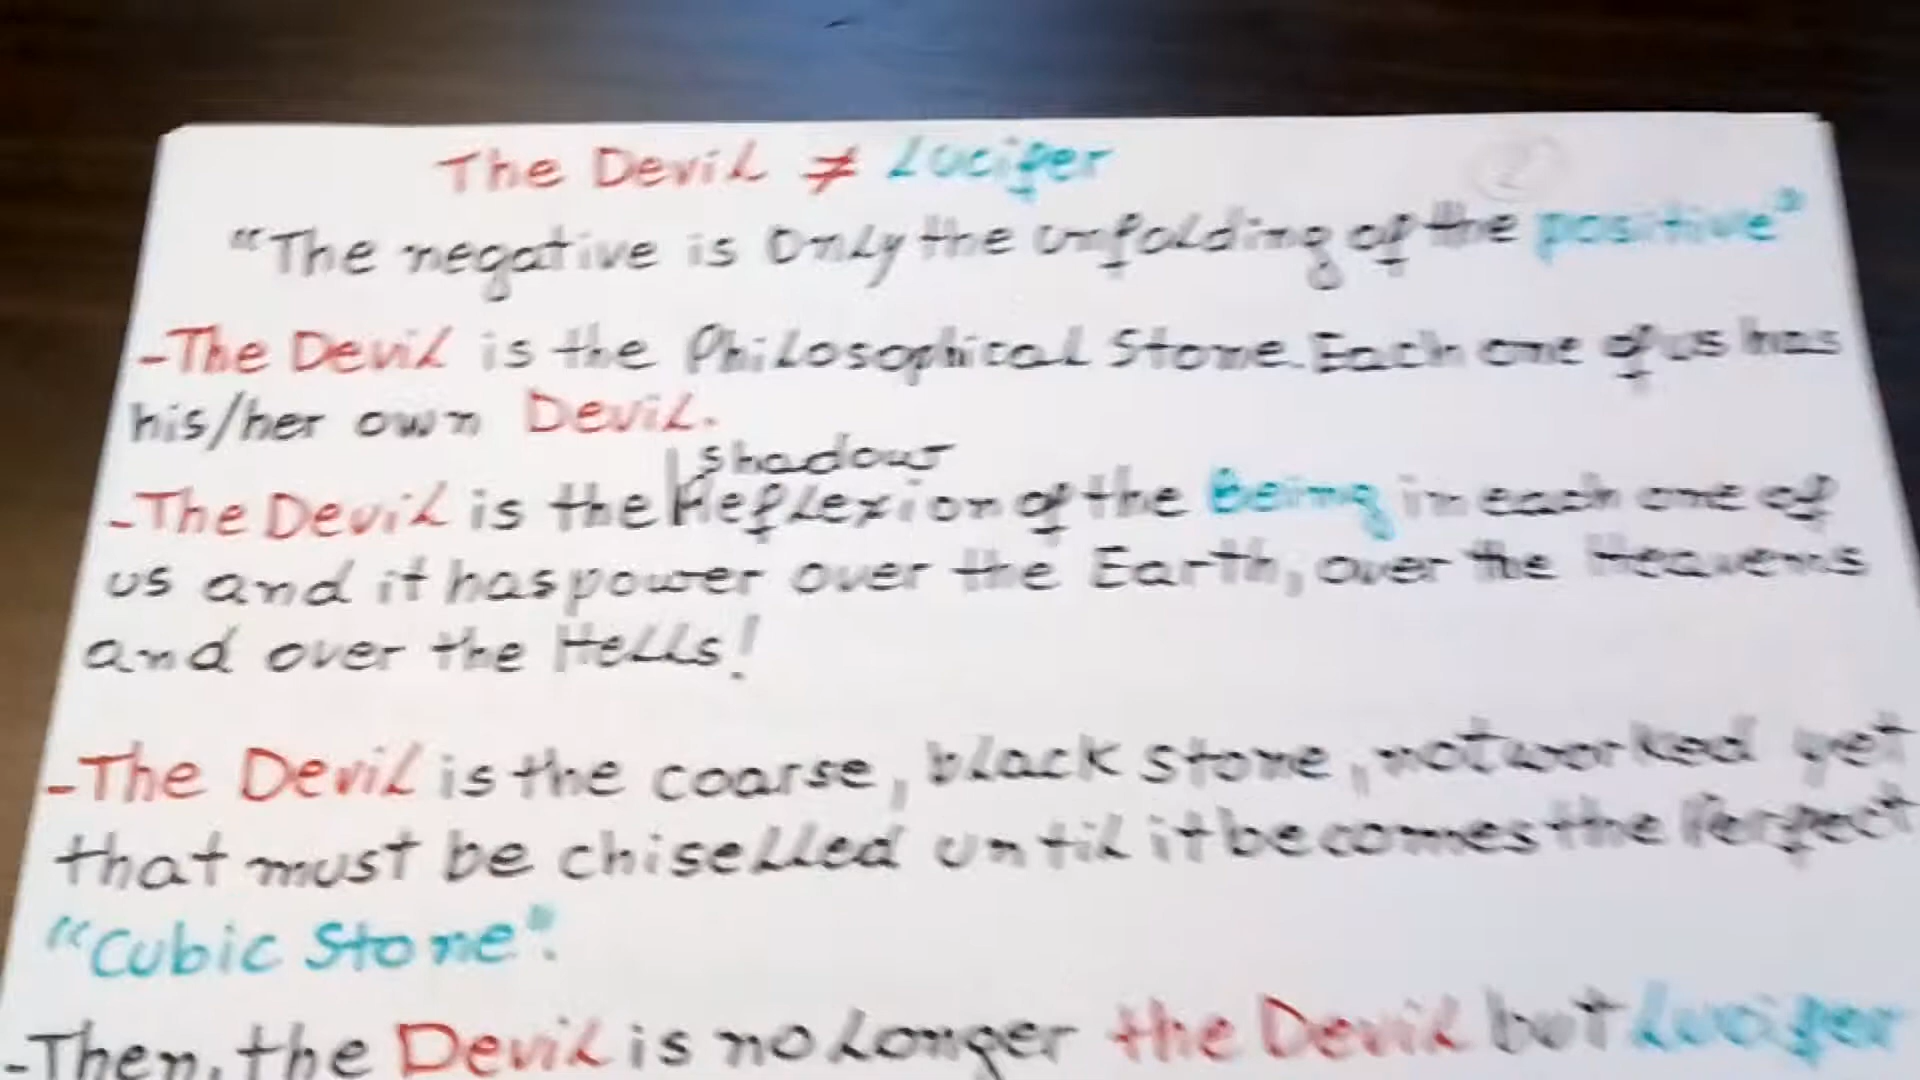 The Devil ≠ Lucifer
2
"The negative is Only the unfolding of the positive"
-The Devil is the Philosophical Stone. Each one of us has
his/her own Devil.
shadow
-The Devil is the Reflexion of the Being in each one of
us and it has power over the Earth, over the Heavens
and over the Hells!
-The Devil is the coarse, black stone, not worked yet
that must be chiselled until it becomes the Perfect
"Cubic Stone".
-Then, the Devil is no longer the Devil but Lucifer